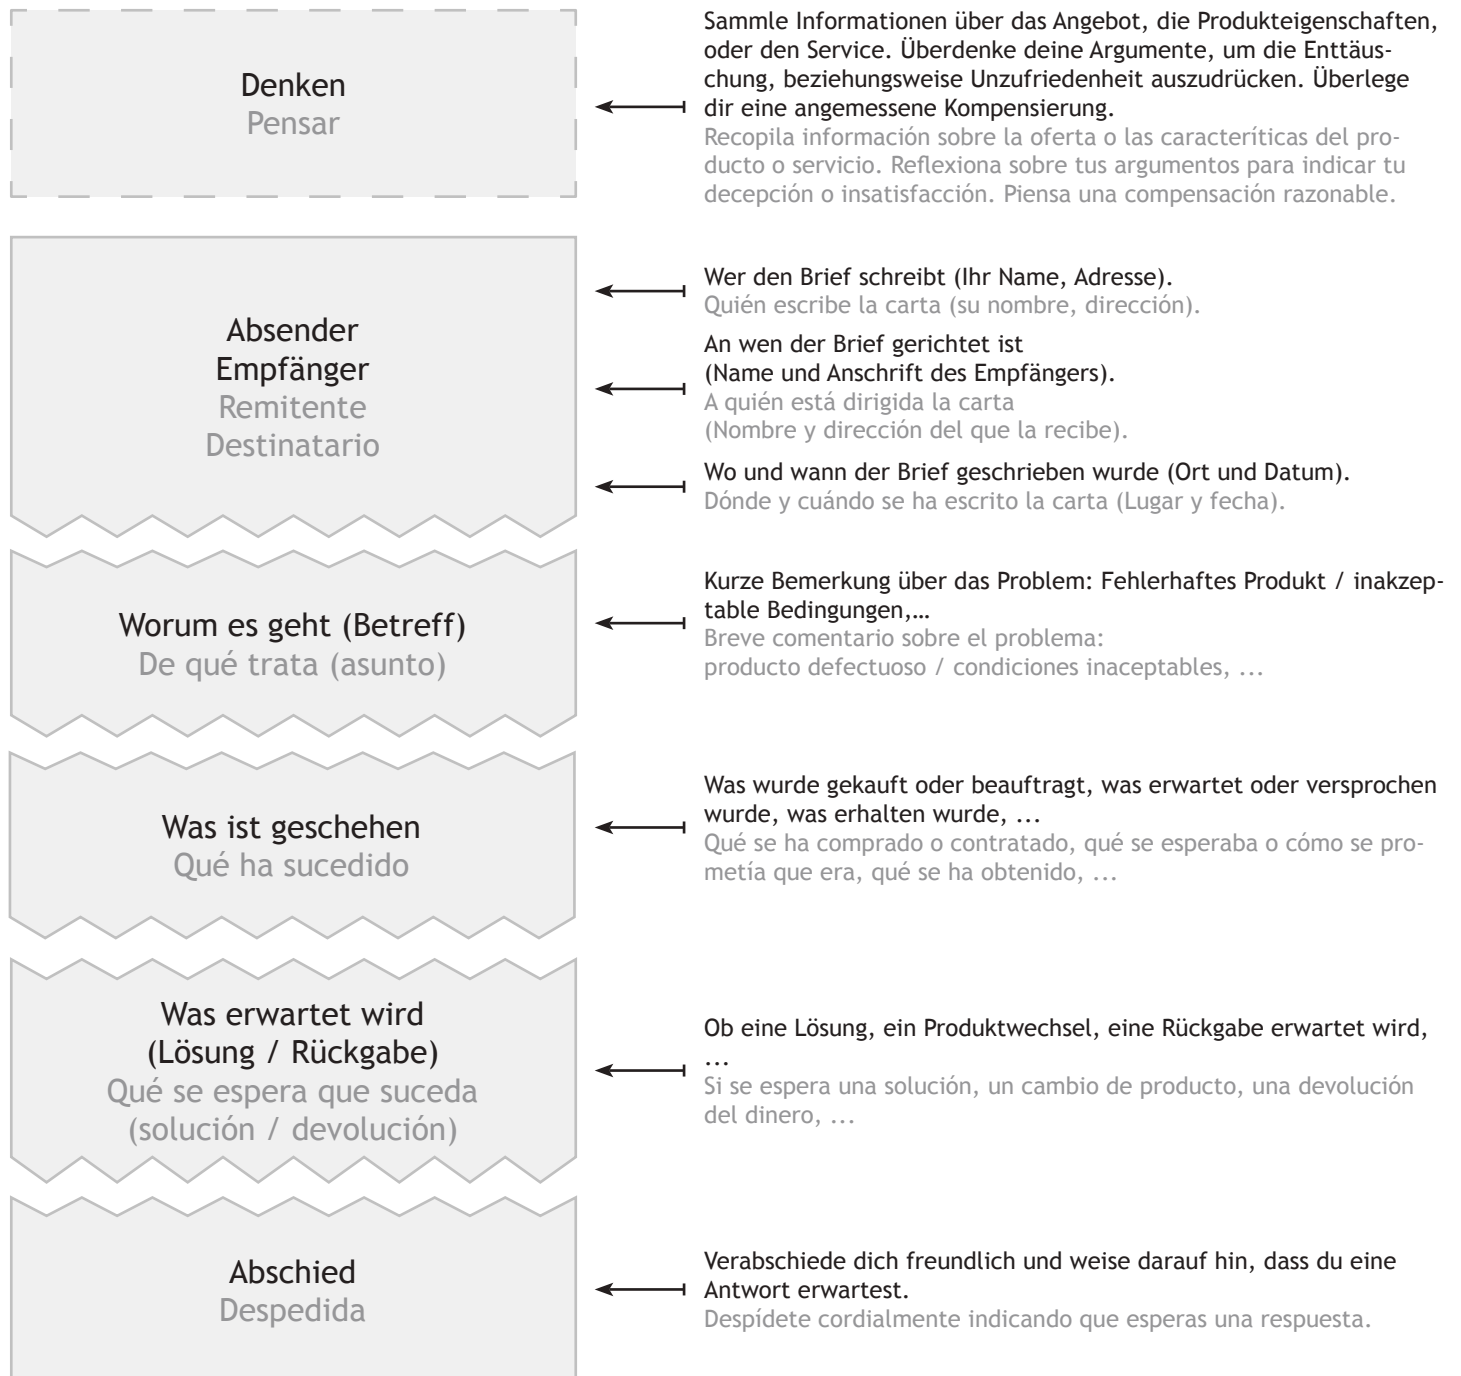 Denken
Pensar
Sammle Informationen über das Angebot, die Produkteigenschaften,
oder den Service. Überdenke deine Argumente, um die Enttäus-
chung, beziehungsweise Unzufriedenheit auszudrücken. Überlege
dir eine angemessene Kompensierung.
Recopila información sobre la oferta o las caracteríticas del pro-
ducto o servicio. Reflexiona sobre tus argumentos para indicar tu
decepción o insatisfacción. Piensa una compensación razonable.
Absender
Empfänger
Remitente
Destinatario
Wer den Brief schreibt (Ihr Name, Adresse).
Quién escribe la carta (su nombre, dirección).
An wen der Brief gerichtet ist
(Name und Anschrift des Empfängers).
A quién está dirigida la carta
(Nombre y dirección del que la recibe).
Wo und wann der Brief geschrieben wurde (Ort und Datum).
Dónde y cuándo se ha escrito la carta (Lugar y fecha).
Worum es geht (Betreff)
De qué trata (asunto)
Kurze Bemerkung über das Problem: Fehlerhaftes Produkt / inakzep-
table Bedingungen,…
Breve comentario sobre el problema:
producto defectuoso / condiciones inaceptables, ...
Was ist geschehen
Qué ha sucedido
Was wurde gekauft oder beauftragt, was erwartet oder versprochen
wurde, was erhalten wurde, ...
Qué se ha comprado o contratado, qué se esperaba o cómo se pro-
metía que era, qué se ha obtenido, ...
Was erwartet wird
(Lösung / Rückgabe)
Qué se espera que suceda
(solución / devolución)
Ob eine Lösung, ein Produktwechsel, eine Rückgabe erwartet wird,
...
Si se espera una solución, un cambio de producto, una devolución
del dinero, ...
Abschied
Despedida
Verabschiede dich freundlich und weise darauf hin, dass du eine
Antwort erwartest.
Despídete cordialmente indicando que esperas una respuesta.